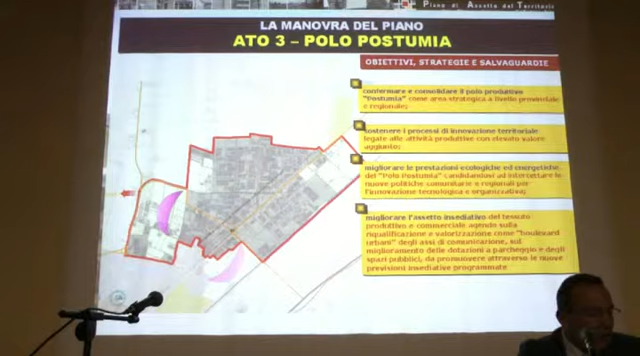 Piano di Assetto del Territorio
LA MANOVRA DEL PIANO
ATO 3 – POLO POSTUMIA
OBIETTIVI, STRATEGIE E SALVAGUARDIE
confermare e consolidare il polo produttivo
"Postumia" come area strategica a livello provinciale
e regionale;
sostenere i processi di innovazione territoriale
legate alle attività produttive con elevato valore
aggiunto;
migliorare le prestazioni ecologiche ed energetiche
del "Polo Postumia" candidandosi ad intercettare le
nuove politiche comunitarie e regionali per
l'innovazione tecnologica e organizzativa;
migliorare l'assetto insediativo del tessuto
produttivo e commerciale agendo sulla
riqualificazione e valorizzazione come "boulevard
urbani" degli assi di comunicazione, sul
miglioramento delle dotazioni a parcheggio e degli
spazi pubblici, da promuovere attraverso le nuove
previsioni insediative programmate